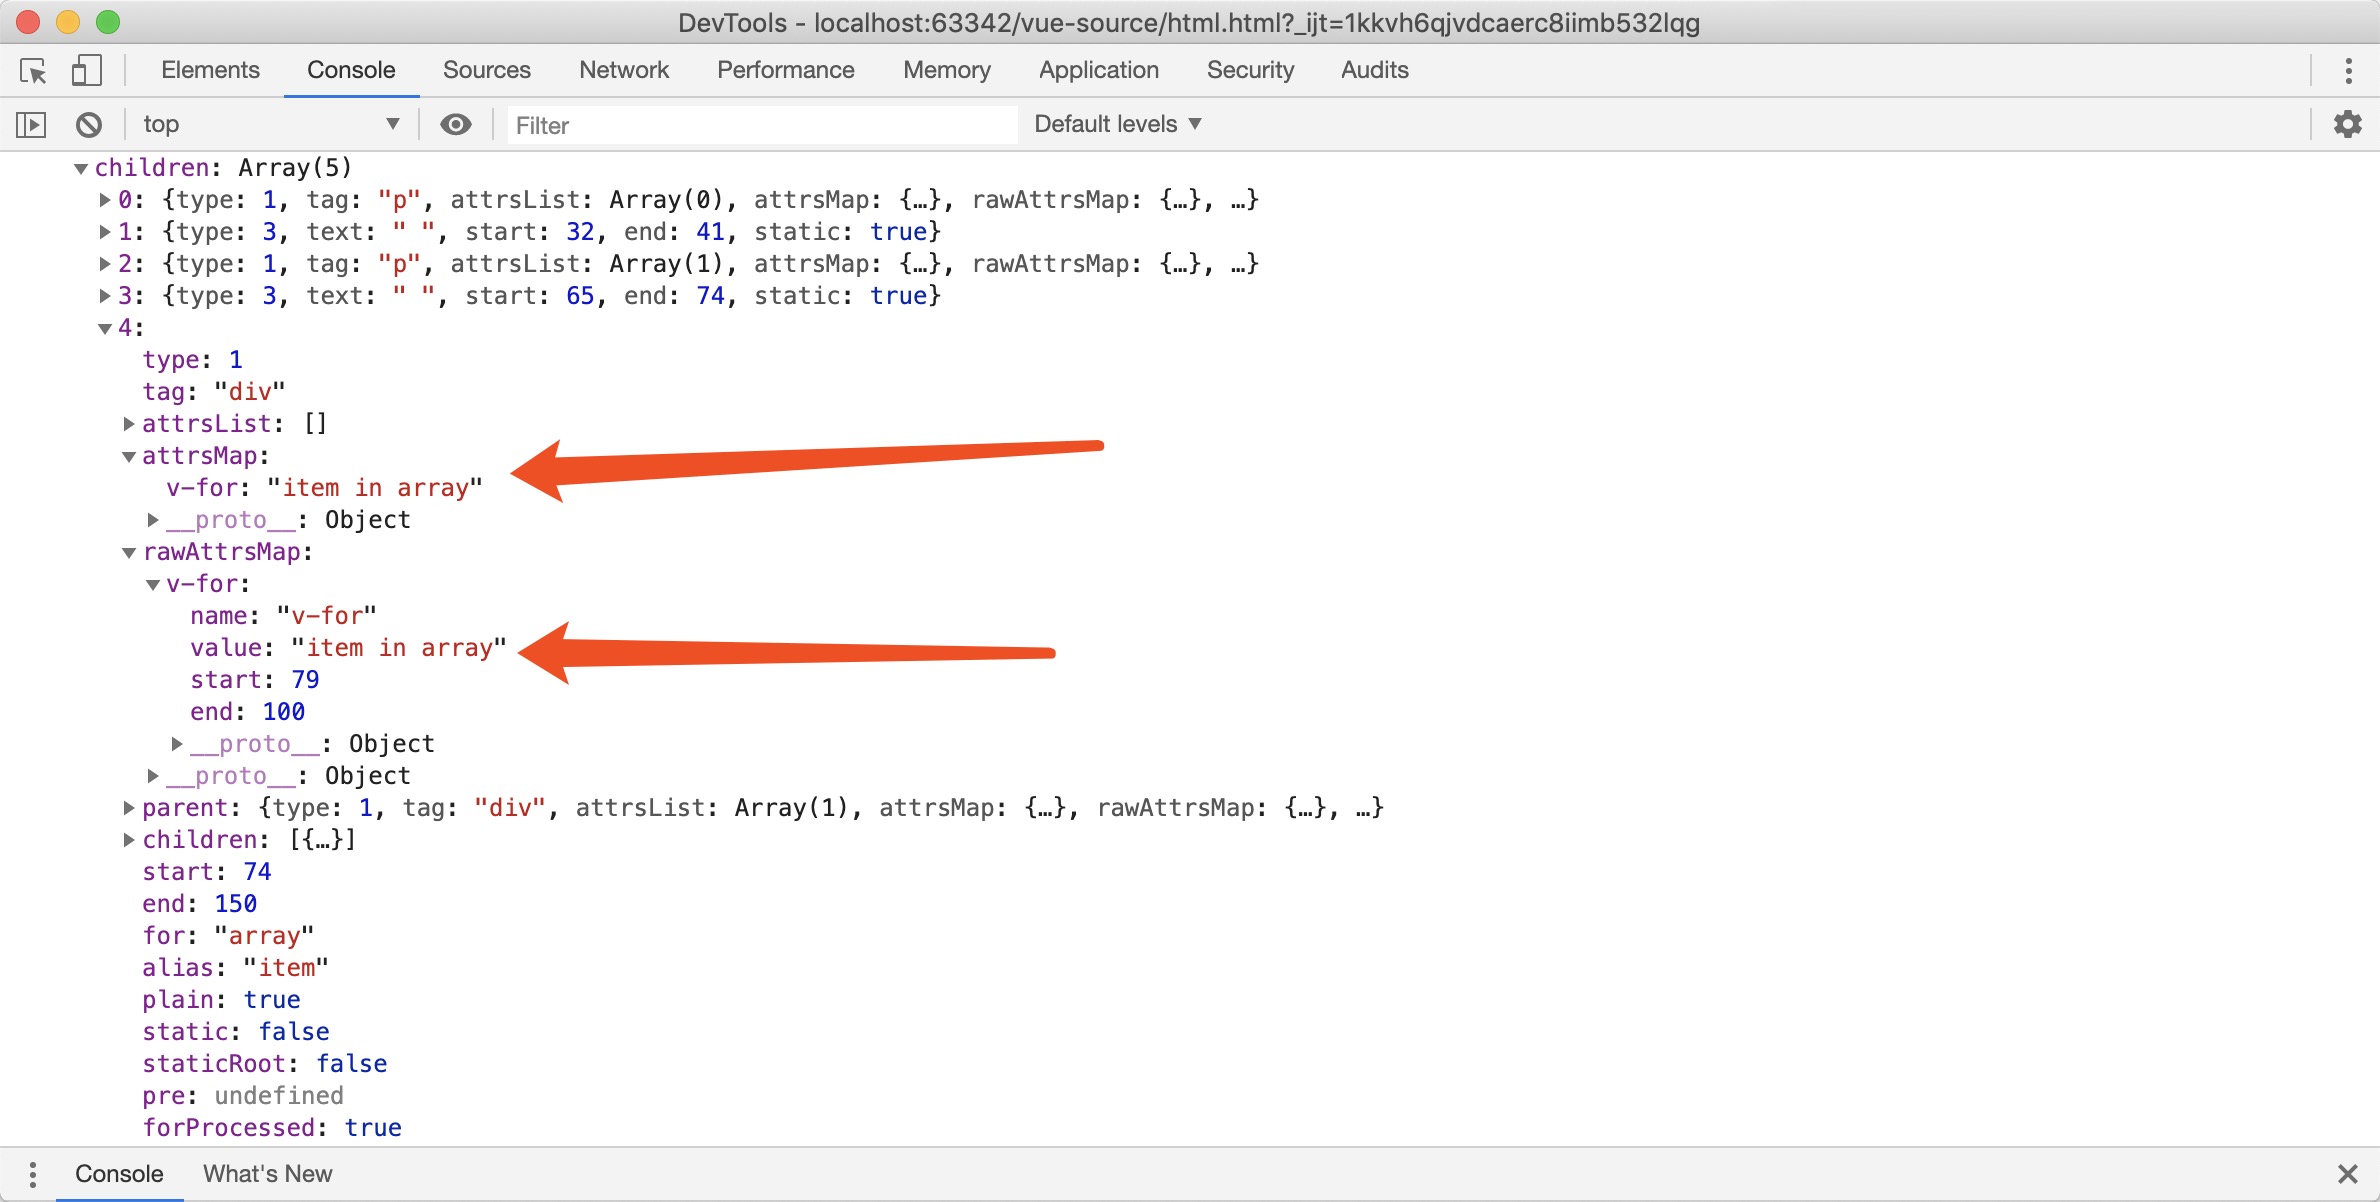 DevTools - localhost:63342/vue-source/html.html?_ijt=1kkvh6qjvdcaerc8iimb532lqg
Elements Console Sources Network Performance Memory Application Security Audits
top Filter Default levels
children: Array(5)
0: {type: 1, tag: "p", attrsList: Array(0), attrsMap: {…}, rawAttrsMap: {…}, …}
1: {type: 3, text: " ", start: 32, end: 41, static: true}
2: {type: 1, tag: "p", attrsList: Array(1), attrsMap: {…}, rawAttrsMap: {…}, …}
3: {type: 3, text: " ", start: 65, end: 74, static: true}
4:
type: 1
tag: "div"
attrsList: []
attrsMap:
v-for: "item in array"
__proto__: Object
rawAttrsMap:
v-for:
name: "v-for"
value: "item in array"
start: 79
end: 100
__proto__: Object
__proto__: Object
parent: {type: 1, tag: "div", attrsList: Array(1), attrsMap: {…}, rawAttrsMap: {…}, …}
children: [{…}]
start: 74
end: 150
for: "array"
alias: "item"
plain: true
static: false
staticRoot: false
pre: undefined
forProcessed: true
Console What's New